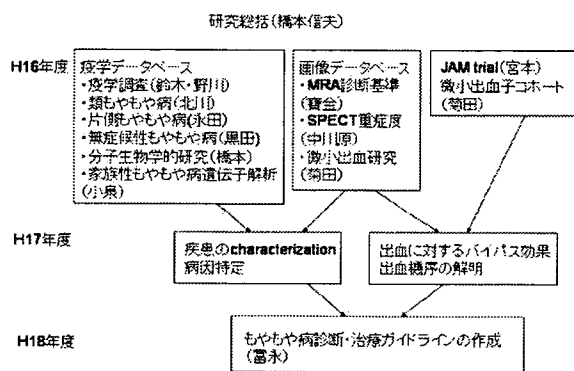 研究総括(橋本信夫)
H16年度
疫学データベース
・疫学調査(鈴木・野川)
・類もやもや病(北川)
・片側もやもや病(永田)
・無症候性もやもや病(黒田)
・分子生物学的研究(橋本)
・家族性もやもや病遺伝子解析
(小泉)
画像データベース
・MRA診断基準
(寶金)
・SPECT重症度
(中川原)
・微小出血研究
(菊田)
JAM trial(宮本)
微小出血子コホート
(菊田)
H17年度
疾患のcharacterization
病因特定
出血に対するバイパス効果
出血機序の解明
H18年度
もやもや病診断・治療ガイドラインの作成
(富永)